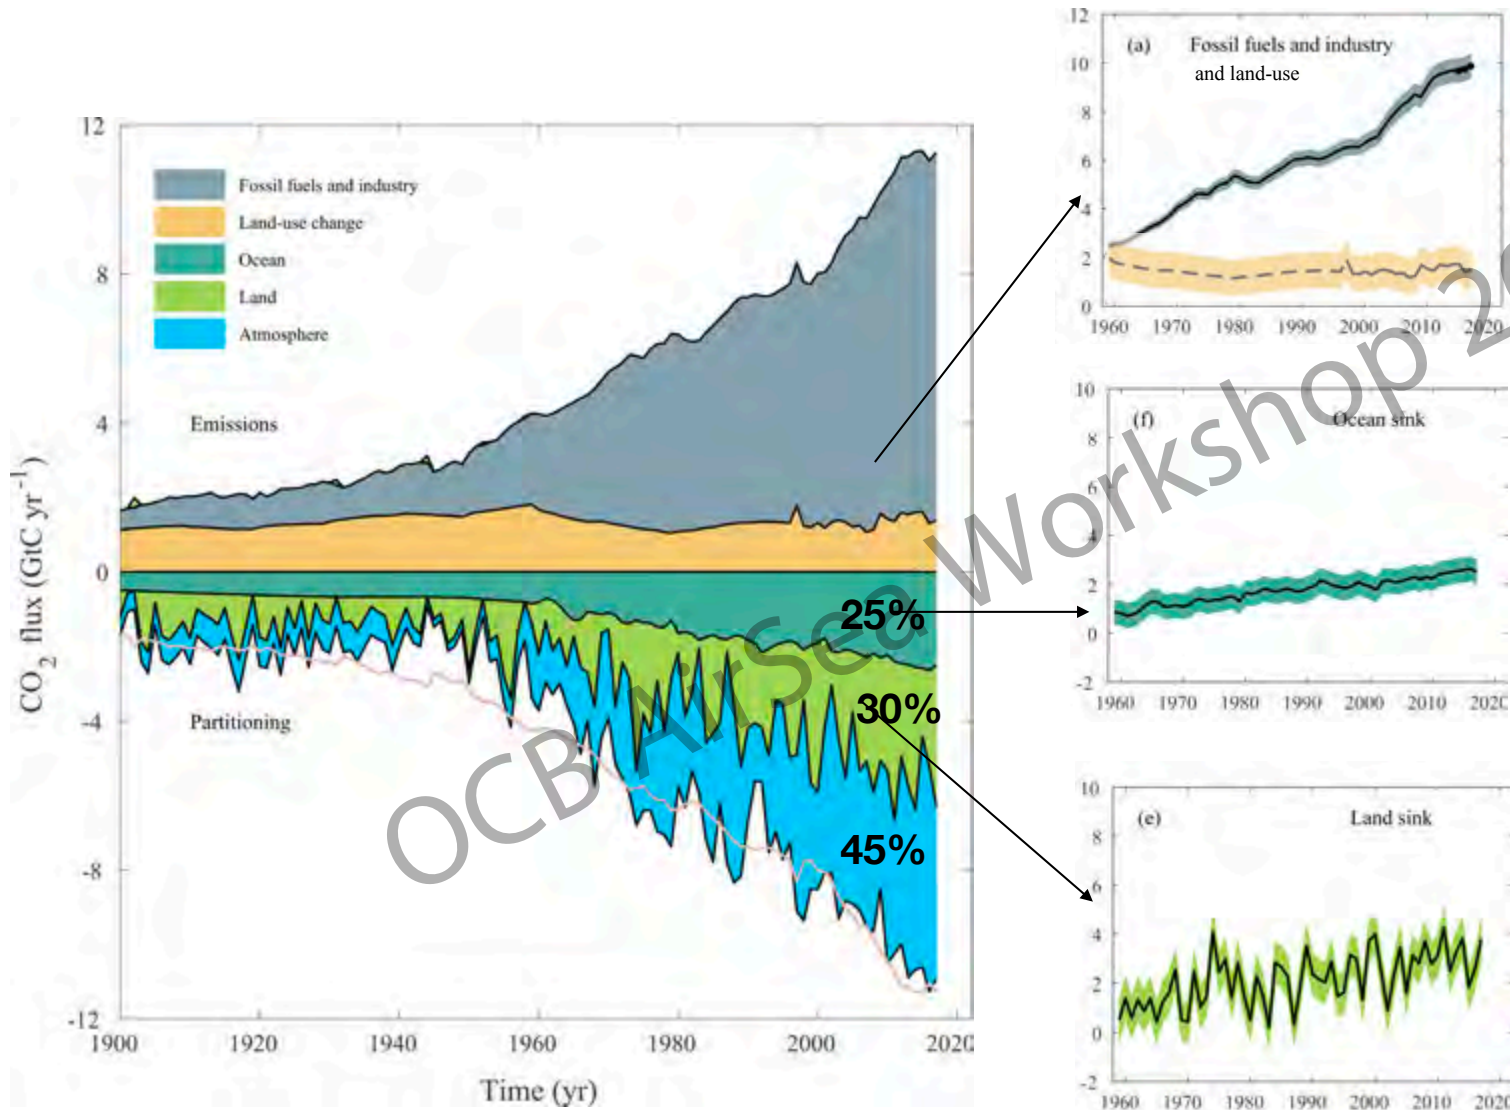 12
8
4
0
-4
-8
-12
CO2 flux (GtC yr-1)
Fossil fuels and industry
Land-use change
Ocean
Land
Atmosphere
Emissions
Partitioning
25%
30%
45%
1900
1920
1940
1960
1980
2000
2020
Time (yr)
(a) Fossil fuels and industry
and land-use
12
10
8
6
4
2
0
1960 1970 1980 1990 2000 2010 2020
(f) Ocean sink
10
8
6
4
2
0
-2
1960 1970 1980 1990 2000 2010 202
(e) Land sink
10
8
6
4
2
0
-2
1960 1970 1980 1990 2000 2010 2020
OCB AirSea Workshop 20